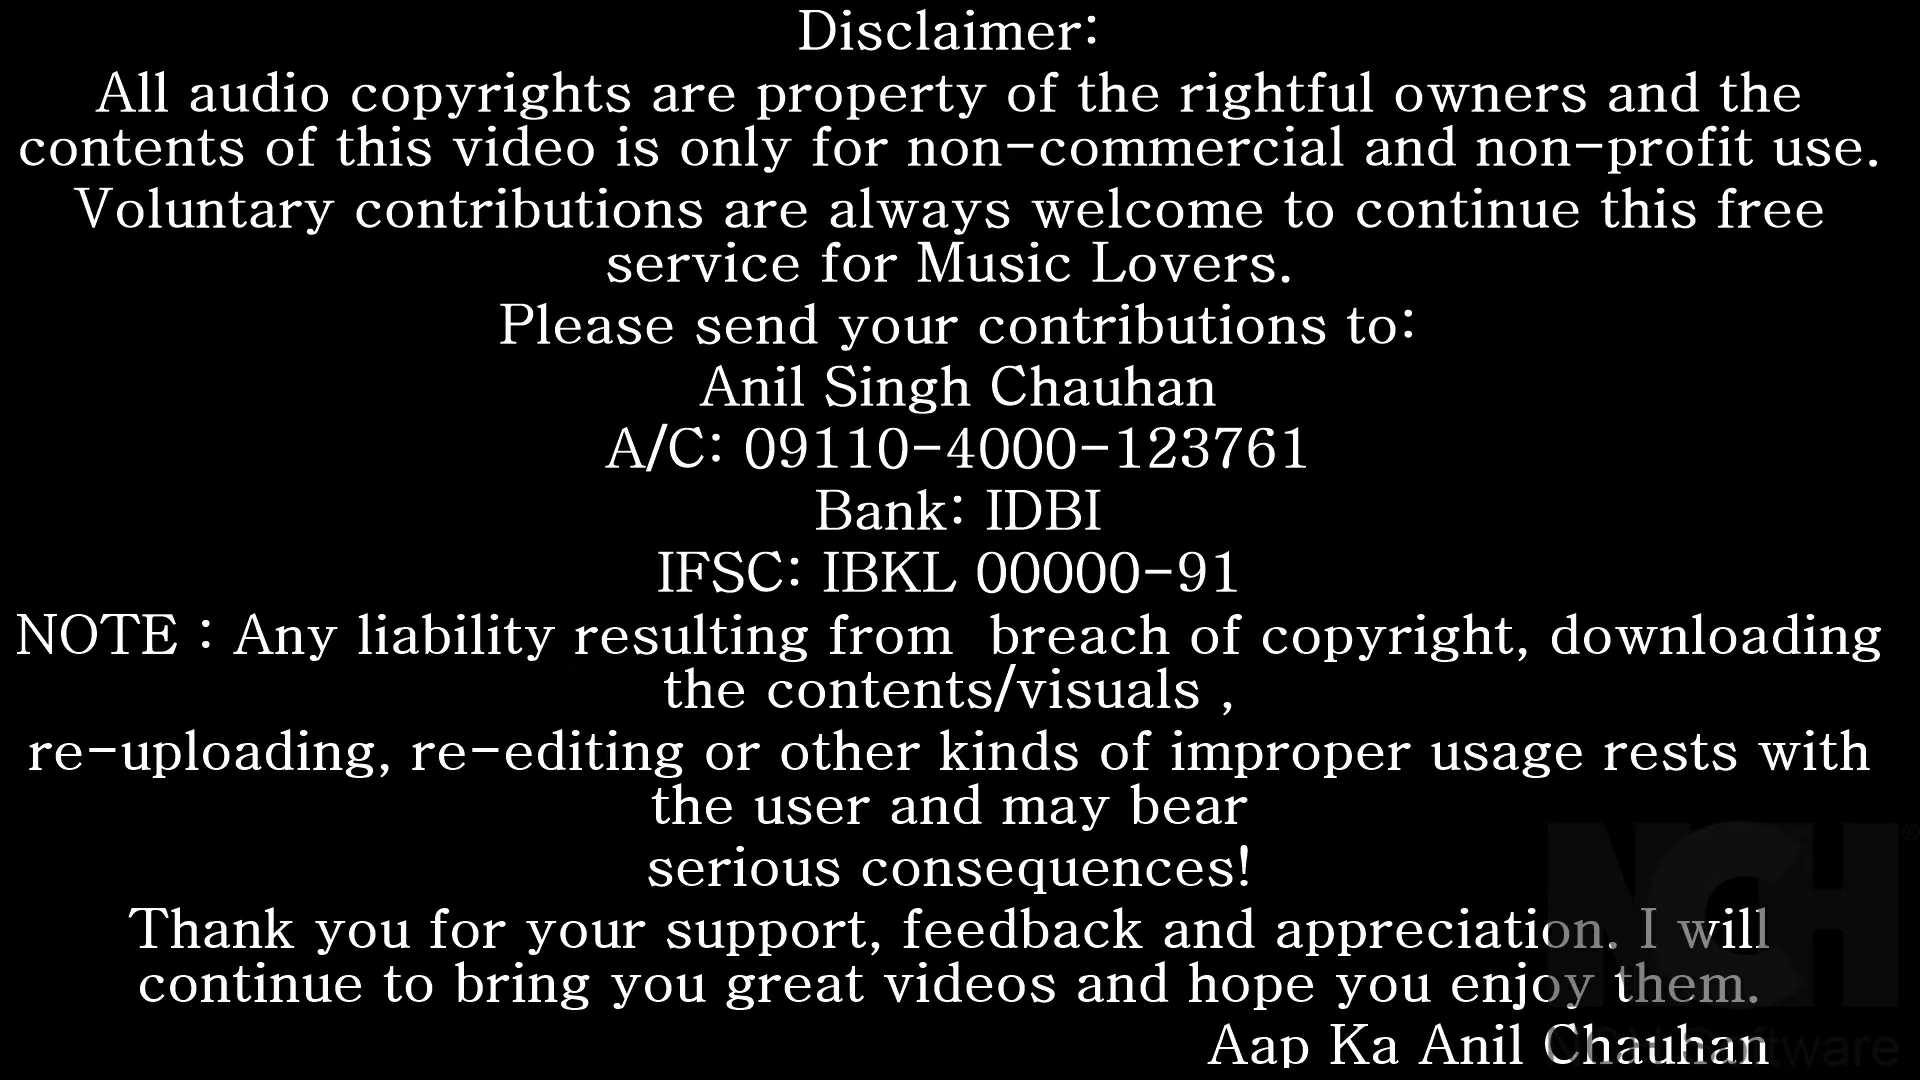 Disclaimer:
All audio copyrights are property of the rightful owners and the
contents of this video is only for non-commercial and non-profit use.
Voluntary contributions are always welcome to continue this free
service for Music Lovers.
Please send your contributions to:
Anil Singh Chauhan
A/C: 09110-4000-123761
Bank: IDBI
IFSC: IBKL 00000-91
NOTE : Any liability resulting from  breach of copyright, downloading
the contents/visuals ,
re-uploading, re-editing or other kinds of improper usage rests with
the user and may bear
serious consequences!
Thank you for your support, feedback and appreciation. I will
continue to bring you great videos and hope you enjoy them.
Aap Ka Anil Chauhan
NCH®
NCH Software